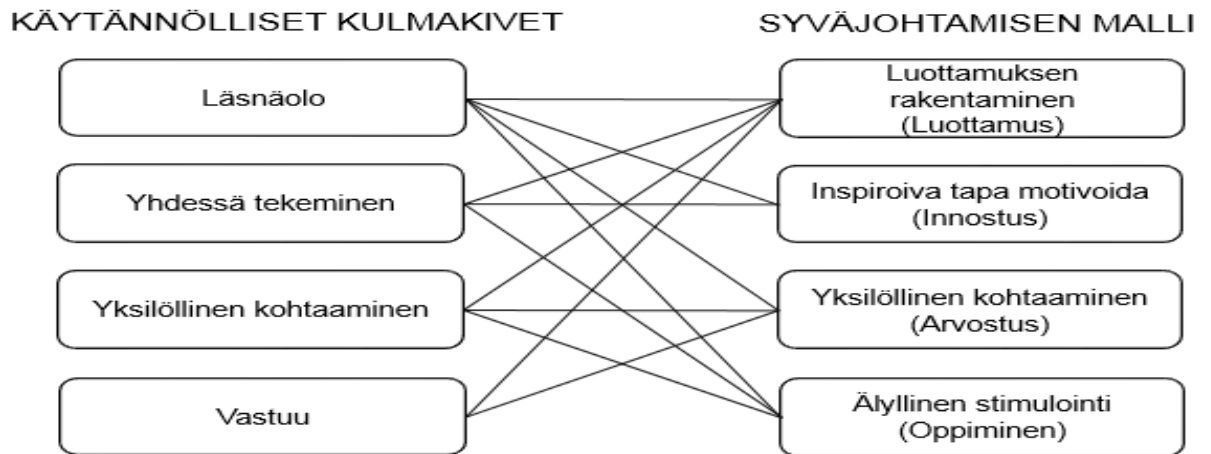 KÄYTÄNNÖLLISET KULMAKIVET
SYVÄJOHTAMISEN MALLI
Läsnäolo
Luottamuksen
rakentaminen
(Luottamus)
Yhdessä tekeminen
Inspiroiva tapa motivoida
(Innostus)
Yksilöllinen kohtaaminen
Yksilöllinen kohtaaminen
(Arvostus)
Vastuu
Älyllinen stimulointi
(Oppiminen)